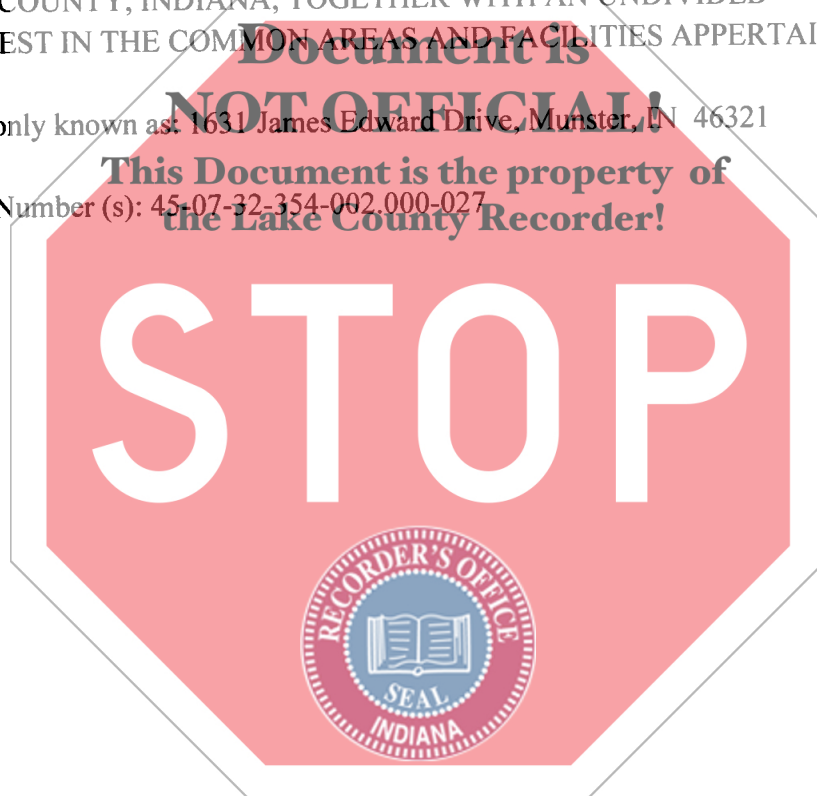 COUNTY, INDIANA, TOGETHER WITH AN UNDIVIDED
EST IN THE COMMON AREAS AND FACILITIES APPERTAI
Document is
NOT OFFICIAL!
only known as: 1631 James Edward Drive, Munster, IN 46321
This Document is the property of
Number (s): 45-07-32-354-002.000-027
the Lake County Recorder!
STOP
RECORDER'S OFFICE
SEAL
INDIANA